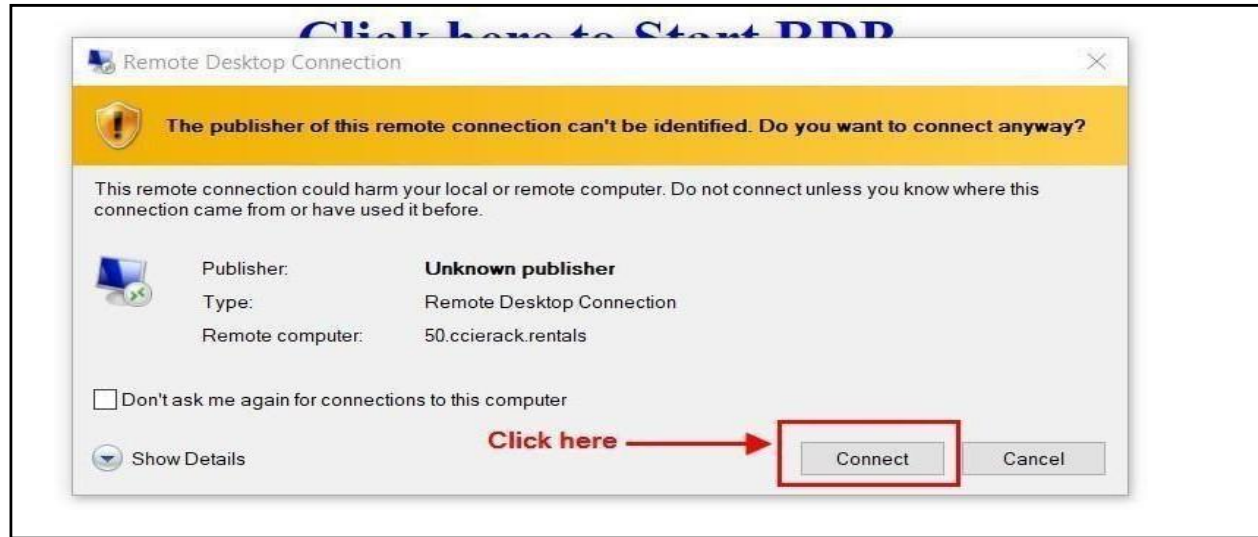 Click here to Start RDP
Remote Desktop Connection
The publisher of this remote connection can't be identified. Do you want to connect anyway?
This remote connection could harm your local or remote computer. Do not connect unless you know where this
connection came from or have used it before.
Publisher: Unknown publisher
Type: Remote Desktop Connection
Remote computer: 50.ccierack.rentals
Don't ask me again for connections to this computer
Click here
Show Details Connect Cancel